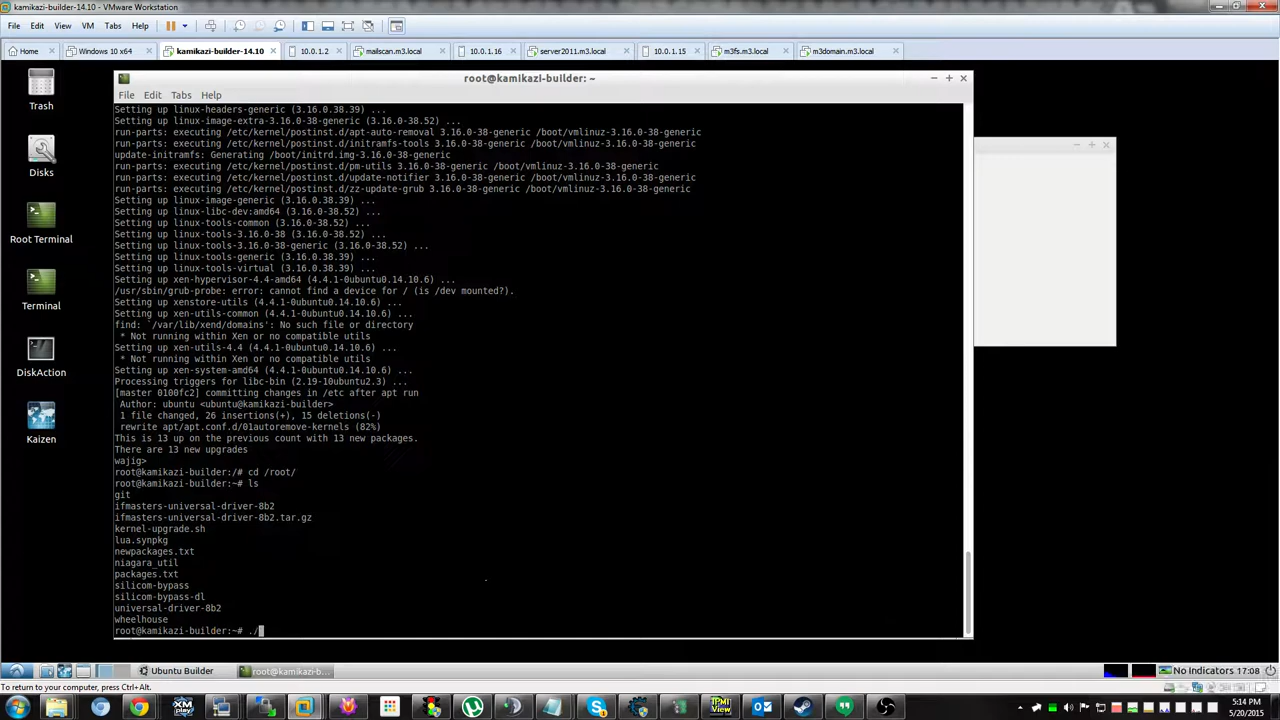 kamikazi-builder-14.10 - VMware Workstation
File Edit View VM Tabs Help
Home Windows 10 x64 kamikazi-builder-14.10 10.0.1.2 mailscan.m3.local 10.0.1.16 server2011.m3.local 10.0.1.15 m3fs.m3.local m3domain.m3.local
Trash
Disks
Root Terminal
Terminal
DiskAction
Kaizen
root@kamikazi-builder: ~
File Edit Tabs Help
Setting up linux-headers-generic (3.16.0.38.39) ...
Setting up linux-image-extra-3.16.0-38-generic (3.16.0-38.52) ...
run-parts: executing /etc/kernel/postinst.d/apt-auto-removal 3.16.0-38-generic /boot/vmlinuz-3.16.0-38-generic
run-parts: executing /etc/kernel/postinst.d/initramfs-tools 3.16.0-38-generic /boot/vmlinuz-3.16.0-38-generic
update-initramfs: Generating /boot/initrd.img-3.16.0-38-generic
run-parts: executing /etc/kernel/postinst.d/pm-utils 3.16.0-38-generic /boot/vmlinuz-3.16.0-38-generic
run-parts: executing /etc/kernel/postinst.d/update-notifier 3.16.0-38-generic /boot/vmlinuz-3.16.0-38-generic
run-parts: executing /etc/kernel/postinst.d/zz-update-grub 3.16.0-38-generic /boot/vmlinuz-3.16.0-38-generic
Setting up linux-image-generic (3.16.0.38.39) ...
Setting up linux-libc-dev:amd64 (3.16.0-38.52) ...
Setting up linux-tools-common (3.16.0-38.52) ...
Setting up linux-tools-3.16.0-38 (3.16.0-38.52) ...
Setting up linux-tools-3.16.0-38-generic (3.16.0-38.52) ...
Setting up linux-tools-generic (3.16.0.38.39) ...
Setting up linux-tools-virtual (3.16.0.38.39) ...
Setting up xen-hypervisor-4.4-amd64 (4.4.1-0ubuntu0.14.10.6) ...
/usr/sbin/grub-probe: error: cannot find a device for / (is /dev mounted?).
Setting up xenstore-utils (4.4.1-0ubuntu0.14.10.6) ...
Setting up xen-utils-common (4.4.1-0ubuntu0.14.10.6) ...
find: `/var/lib/xend/domains': No such file or directory
* Not running within Xen or no compatible utils
Setting up xen-utils-4.4 (4.4.1-0ubuntu0.14.10.6) ...
* Not running within Xen or no compatible utils
Setting up xen-system-amd64 (4.4.1-0ubuntu0.14.10.6) ...
Processing triggers for libc-bin (2.19-10ubuntu2.3) ...
[master 0100fc2] committing changes in /etc after apt run
Author: ubuntu <ubuntu@kamikazi-builder>
1 file changed, 26 insertions(+), 15 deletions(-)
rewrite apt/apt.conf.d/01autoremove-kernels (82%)
This is 13 up on the previous count with 13 new packages.
There are 13 new upgrades
wajig>
root@kamikazi-builder:/# cd /root/
root@kamikazi-builder:~# ls
git
ifmasters-universal-driver-8b2
ifmasters-universal-driver-8b2.tar.gz
kernel-upgrade.sh
lua.synpkg
newpackages.txt
niagara_util
packages.txt
silicom-bypass
silicom-bypass-dl
universal-driver-8b2
wheelhouse
root@kamikazi-builder:~# ./
Ubuntu Builder root@kamikazi-b... No Indicators 17:08
To return to your computer, press Ctrl+Alt.
5:14 PM
5/20/2015